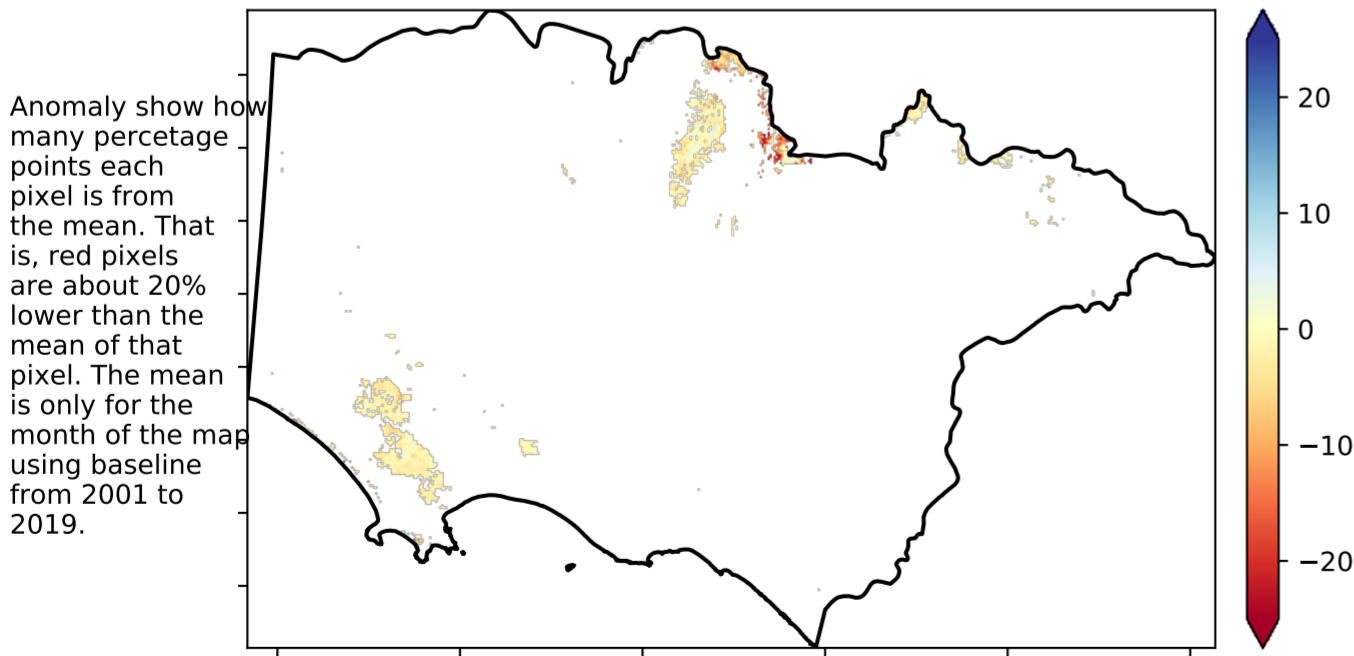 Anomaly show how
many percetage
points each
pixel is from
the mean. That
is, red pixels
are about 20%
lower than the
mean of that
pixel. The mean
is only for the
month of the map
using baseline
from 2001 to
2019.
20
10
0
−10
−20